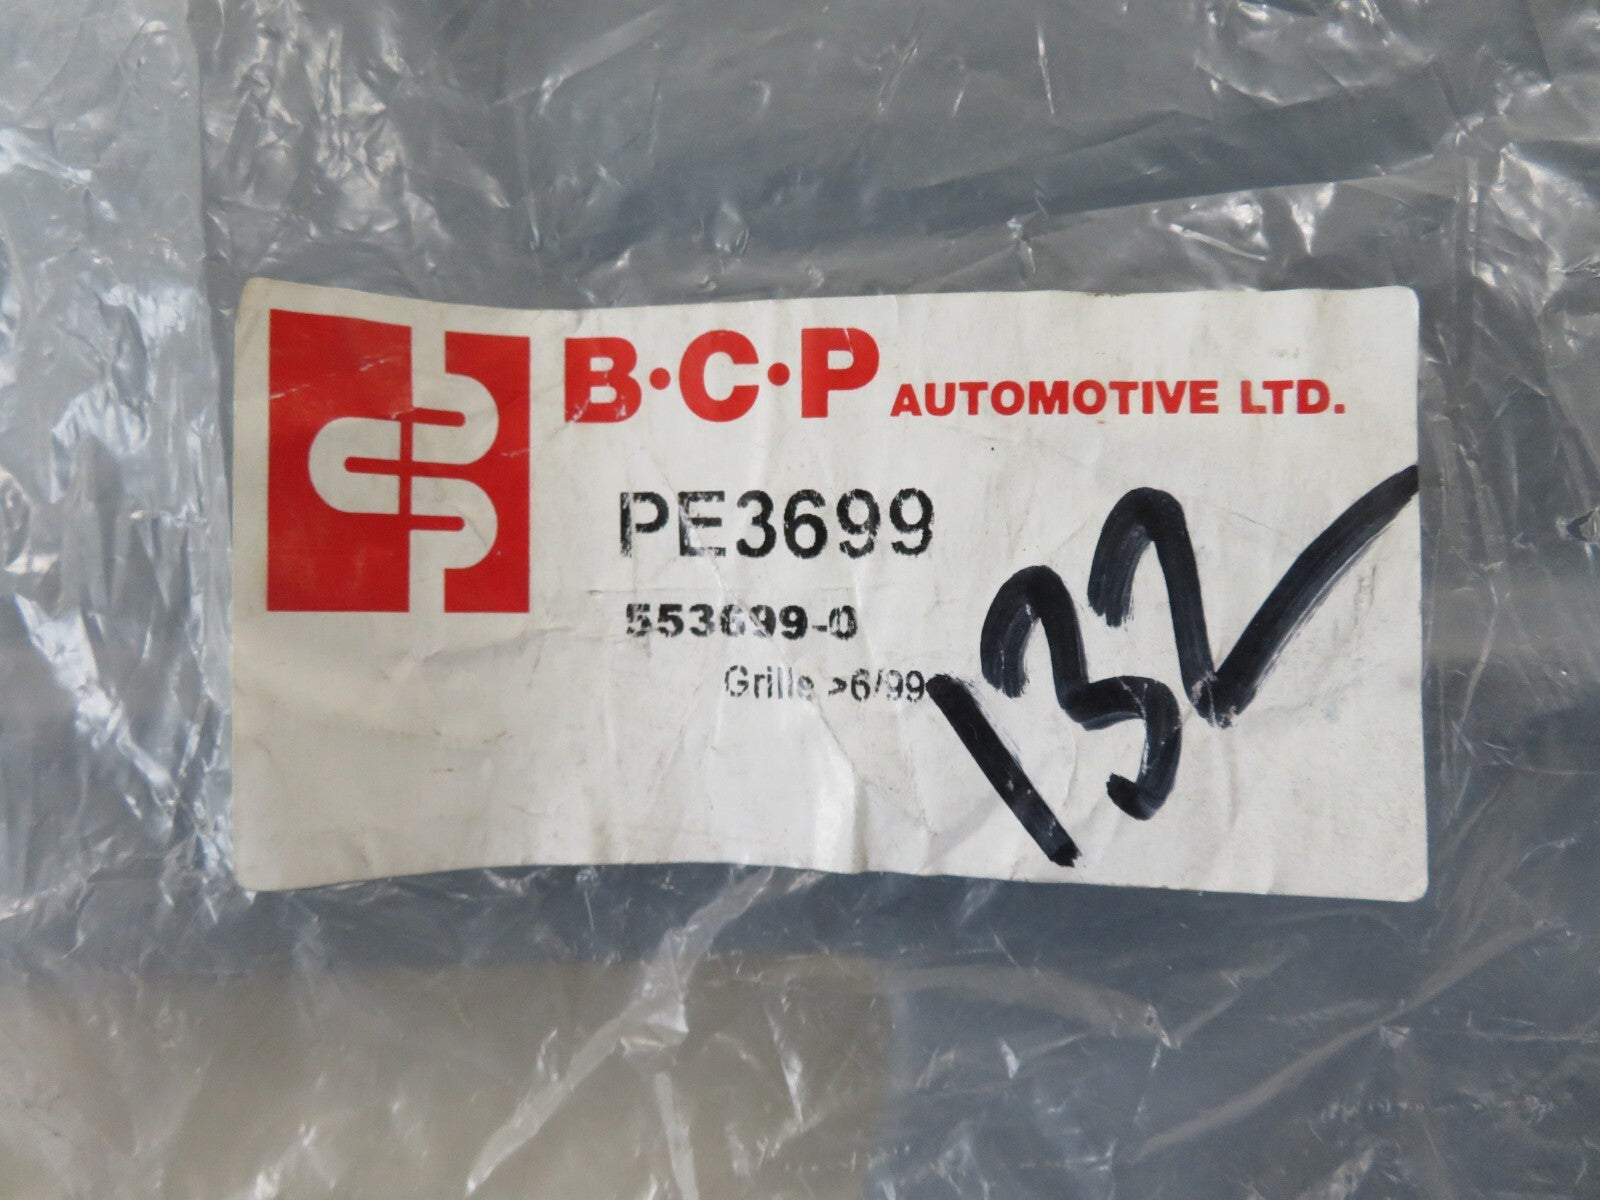 B·C·P AUTOMOTIVE LTD.
PE3699
553699-0
Grille >6/99
132